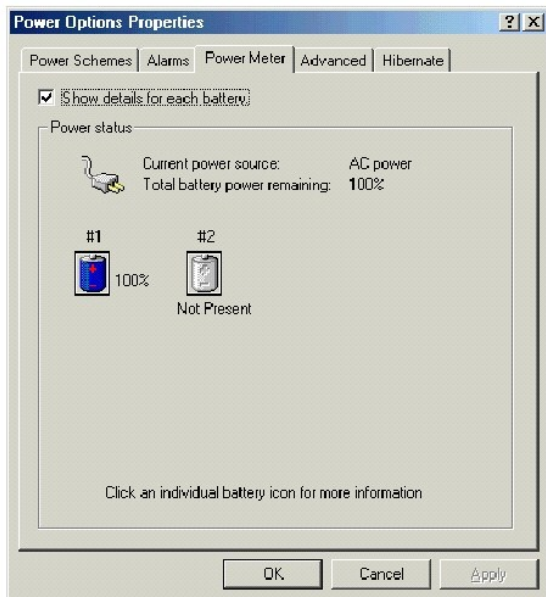 Power Options Properties
Power Schemes Alarms Power Meter Advanced Hibernate
Show details for each battery.
Power status
Current power source: AC power
Total battery power remaining: 100%
#1 #2
100%
Not Present
Click an individual battery icon for more information
OK Cancel Apply